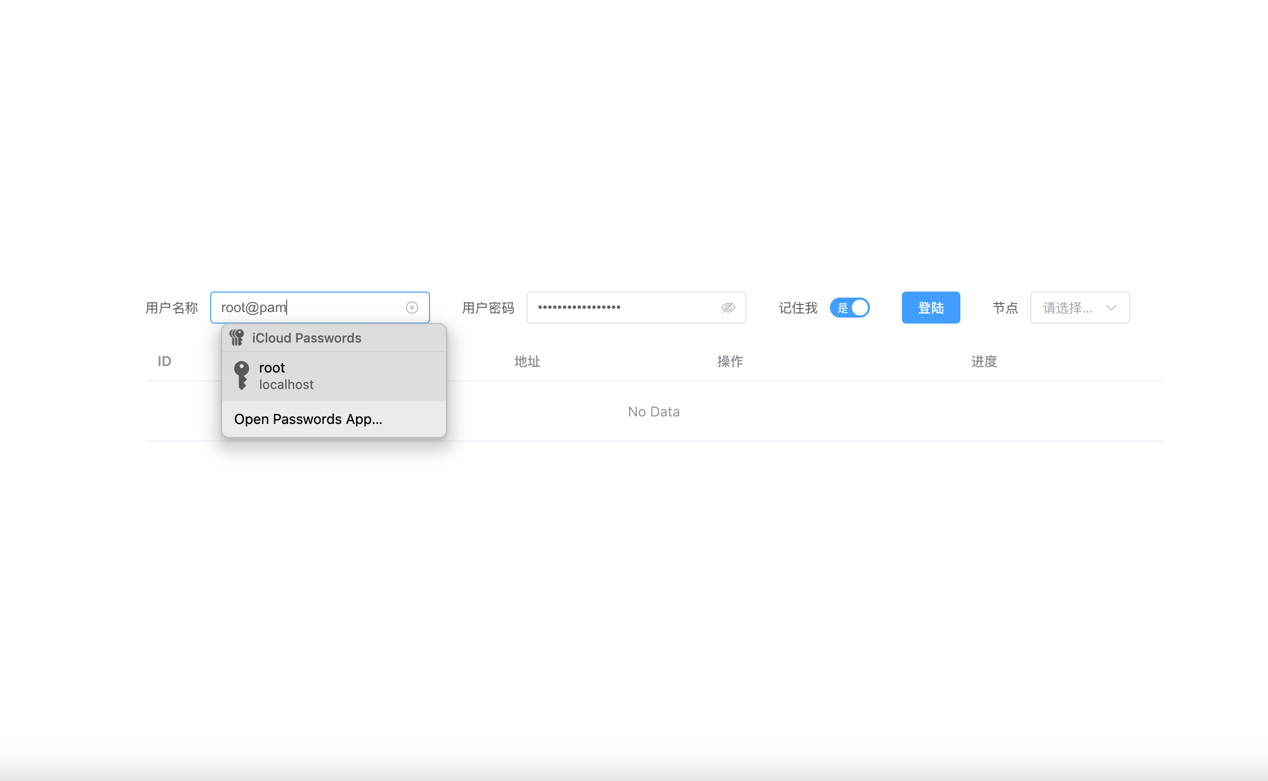 用户名称 root@pam 用户密码 •••••••••••••••• 记住我 是 登陆 节点 请选择...
iCloud Passwords
ID 地址 操作 进度
root
localhost
No Data
Open Passwords App...